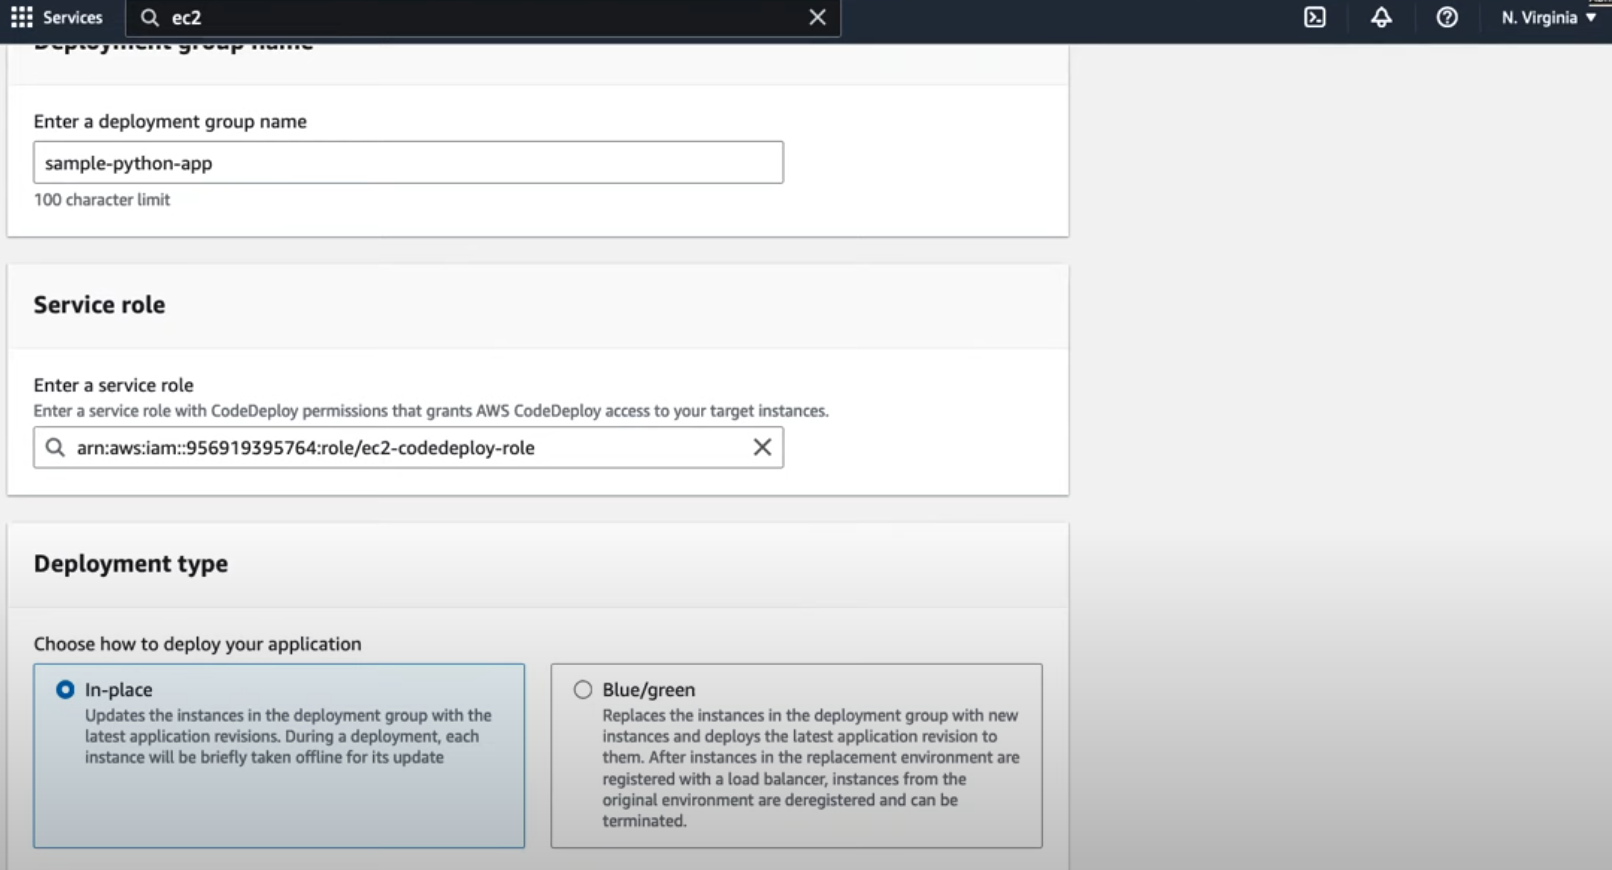 Services
ec2
N. Virginia
Deployment group name
Enter a deployment group name
sample-python-app
100 character limit
Service role
Enter a service role
Enter a service role with CodeDeploy permissions that grants AWS CodeDeploy access to your target instances.
arn:aws:iam::956919395764:role/ec2-codedeploy-role
Deployment type
Choose how to deploy your application
In-place
Updates the instances in the deployment group with the
latest application revisions. During a deployment, each
instance will be briefly taken offline for its update
Blue/green
Replaces the instances in the deployment group with new
instances and deploys the latest application revision to
them. After instances in the replacement environment are
registered with a load balancer, instances from the
original environment are deregistered and can be
terminated.